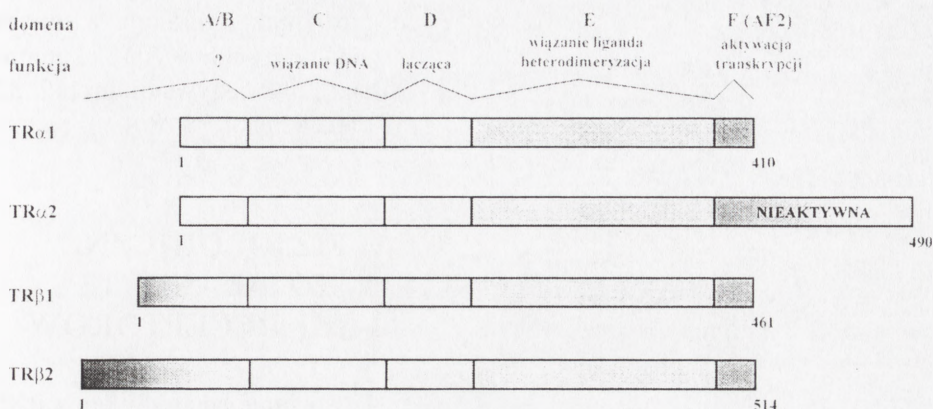 domena A/B C D E F (AF2)
funkcja ? wiązanie DNA łącząca wiązanie liganda heterodimeryzacja aktywacja transkrypcji
TRα1
1 410
TRα2 NIEAKTYWNA
1 490
TRβ1
1 461
TRβ2
1 514